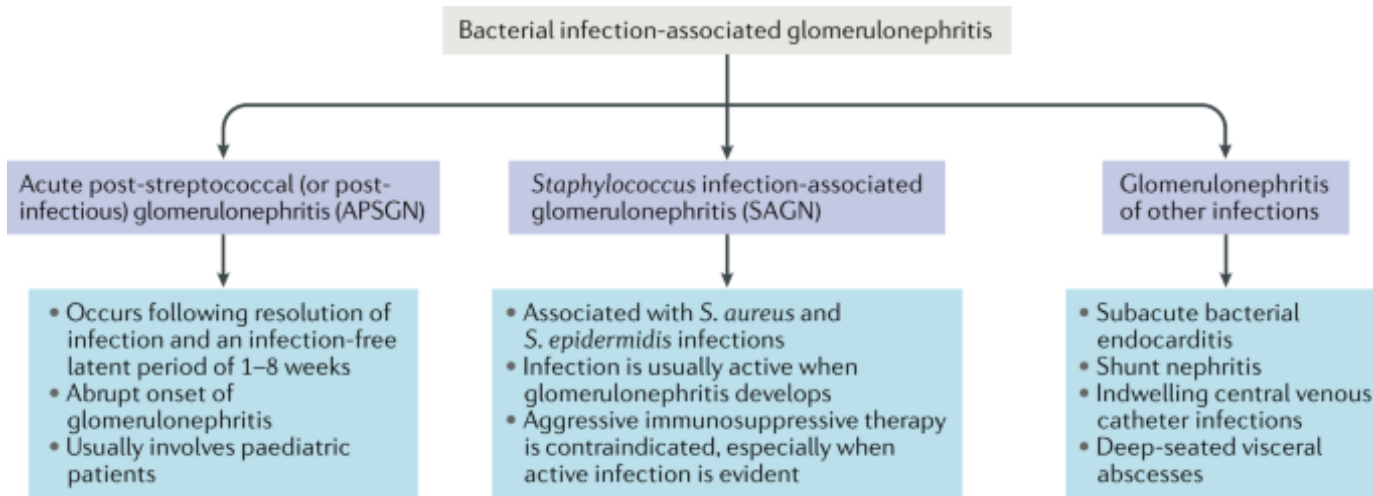 Bacterial infection-associated glomerulonephritis
Acute post-streptococcal (or post-
infectious) glomerulonephritis (APSGN)
Staphylococcus infection-associated
glomerulonephritis (SAGN)
Glomerulonephritis
of other infections
• Occurs following resolution of
infection and an infection-free
latent period of 1–8 weeks
• Abrupt onset of
glomerulonephritis
• Usually involves paediatric
patients
• Associated with S. aureus and
S. epidermidis infections
• Infection is usually active when
glomerulonephritis develops
• Aggressive immunosuppressive therapy
is contraindicated, especially when
active infection is evident
• Subacute bacterial
endocarditis
• Shunt nephritis
• Indwelling central venous
catheter infections
• Deep-seated visceral
abscesses